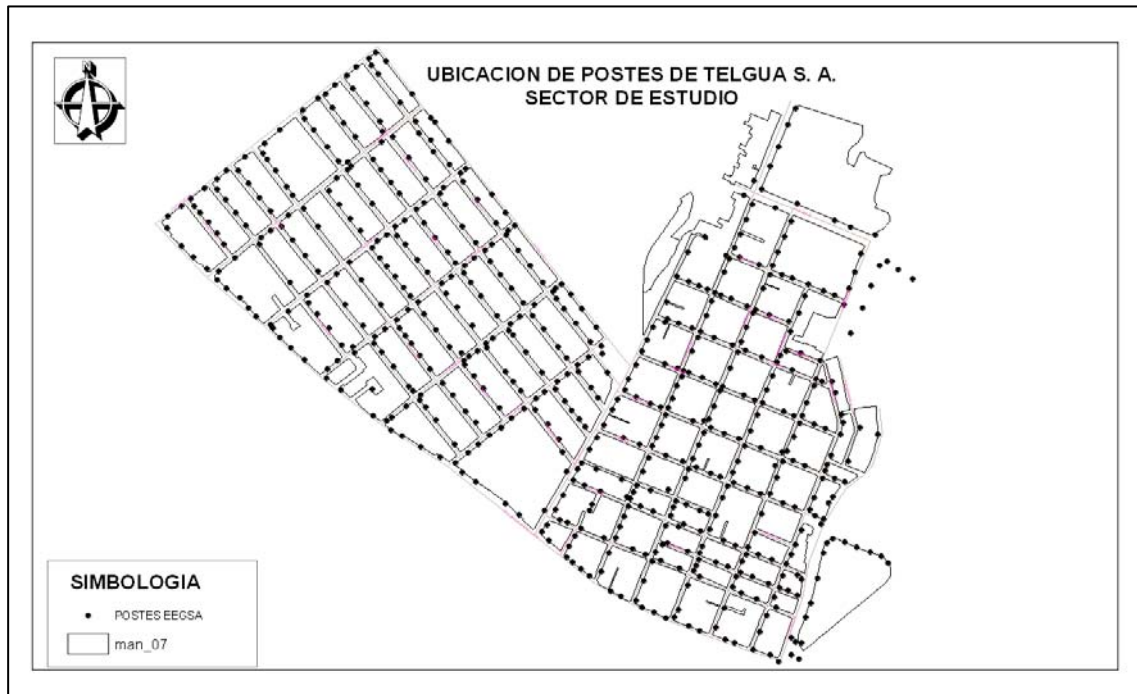 N
UBICACION DE POSTES DE TELGUA S. A.
SECTOR DE ESTUDIO
SIMBOLOGIA
POSTES EEGSA
man_07